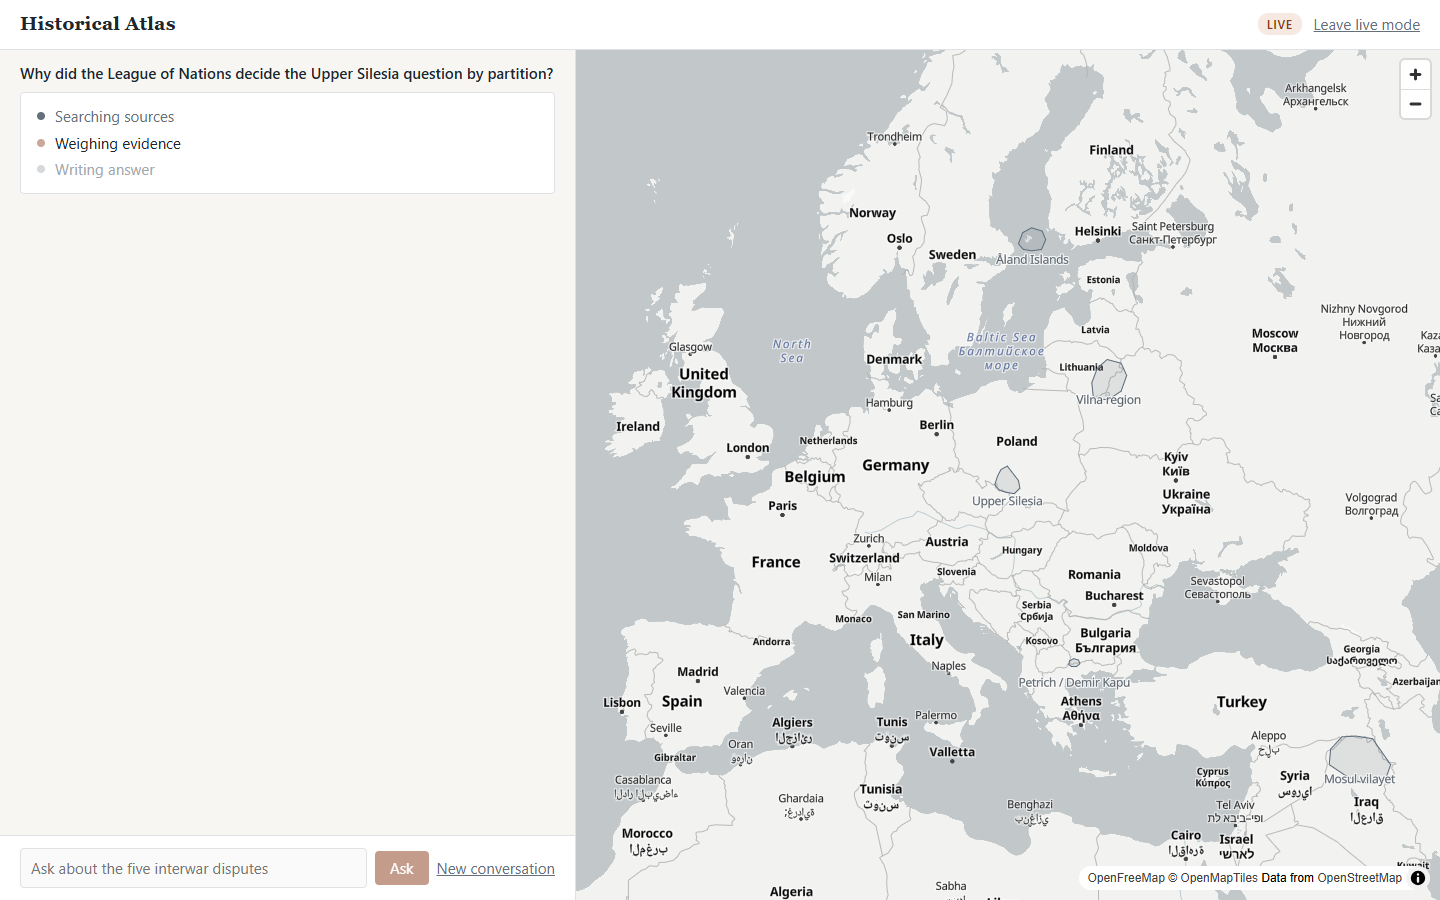 Historical Atlas
LIVE
Leave live mode
Why did the League of Nations decide the Upper Silesia question by partition?
Searching sources
Weighing evidence
Writing answer
Ask about the five interwar disputes
Ask
New conversation
+
−
Arkhangelsk
Архангельск
Trondheim
Finland
Norway
Oslo
Helsinki
Saint Petersburg
Санкт-Петербург
Sweden
Åland Islands
Estonia
Nizhny Novgorod
Нижний
Новгород
Latvia
Moscow
Москва
North
Sea
Baltic Sea
Балтийское
море
Glasgow
Denmark
Lithuania
United
Kingdom
Vilna region
Hamburg
Ireland
Berlin
Netherlands
Poland
London
Germany
Kyiv
Київ
Belgium
Ukraine
Україна
Upper Silesia
Volgograd
Волгоград
Paris
Zurich
Austria
Hungary
Moldova
France
Switzerland
Slovenia
Romania
Milan
Sevastopol
Севастополь
Bucharest
San Marino
Serbia
Србија
Monaco
Andorra
Italy
Kosovo
Bulgaria
България
Georgia
საქართველო
Naples
Petrich / Demir Kapu
Azerbaijan
Madrid
Valencia
Spain
Lisbon
Athens
Αθήνα
Turkey
Seville
Algiers
الجزائر
Tunis
تونس
Palermo
Oran
وهران
Valletta
Aleppo
حلب
Gibraltar
Casablanca
الدار البيضاء
Cyprus
Κύπρος
Syria
سوريا
Mosul vilayet
Tunisia
تونس
Ghardaia
غرداية
Benghazi
بنغازي
Tel Aviv
תל אביב-יפו
Iraq
العراق
Morocco
المغرب
Cairo
القاهرة
Israel
ישראל
Kuwait
Algeria
Sabha
OpenFreeMap © OpenMapTiles Data from OpenStreetMap